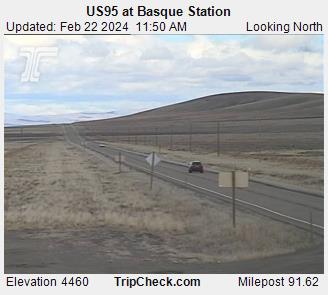 US95 at Basque Station
Updated: Feb 22 2024 11:50 AM Looking North
Elevation 4460 TripCheck.com Milepost 91.62